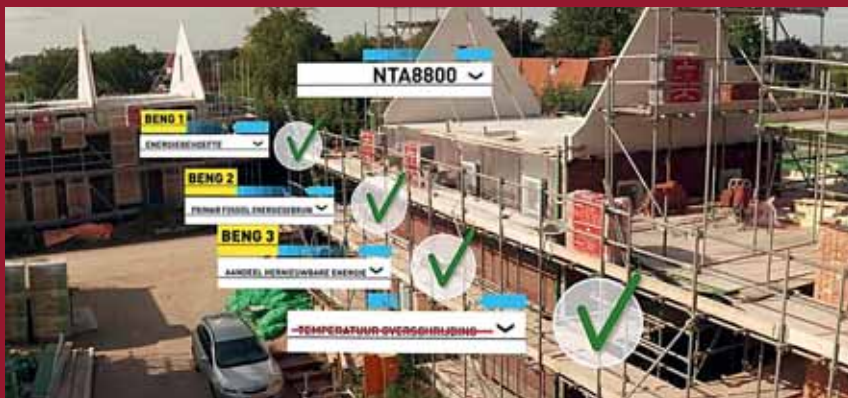 NTA8800
BENG 1
ENERGIEBEHOEFTE
BENG 2
PRIMAIR FOSSIEL ENERGIEGEBRUIK
BENG 3
AANDEEL HERNIEUWBARE ENERGIE
TEMPERATUUR OVERSCHRIJDING